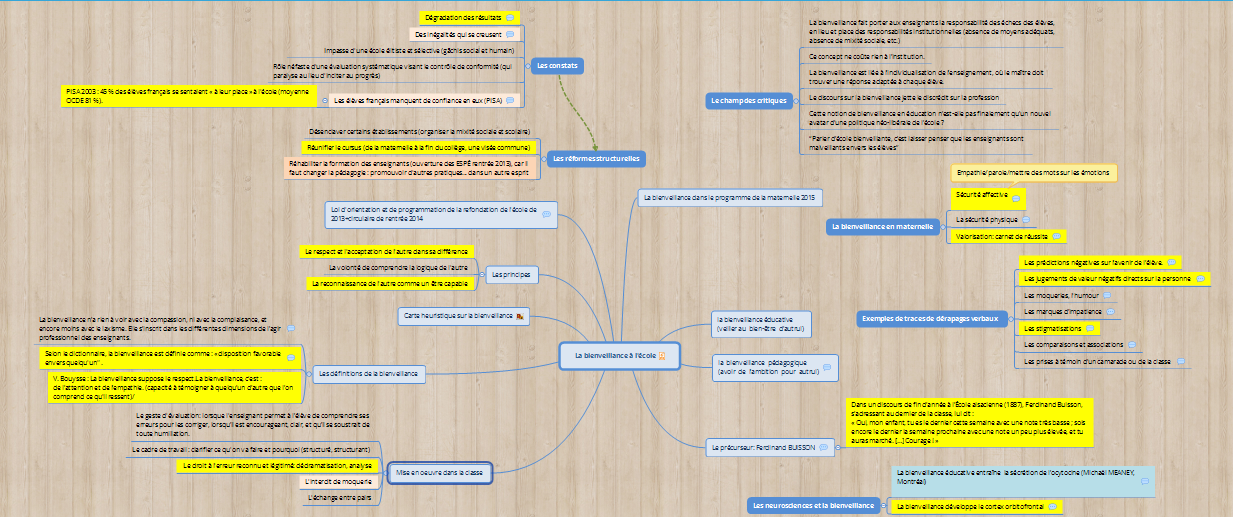 Dégradation des résultats
Des inégalités qui se creusent
Impasse d'une école élitiste et sélective (gâchis social et humain)
Rôle néfaste d'une évaluation systématique visant le contrôle de conformité (qui
paralyse au lieu d'inciter au progrès)
Les constats
PISA 2003 : 45 % des élèves français se sentaient « à leur place » à l'école (moyenne
OCDE 81 %).
Les élèves français manquent de confiance en eux (PISA)
Désenclaver certains établissements (organiser la mixité sociale et scolaire)
Réunifier le cursus (de la maternelle à la fin du collège, une visée commune)
Réhabiliter la formation des enseignants (ouverture des ESPÉ rentrée 2013), car il
faut changer la pédagogie : promouvoir d'autres pratiques... dans un autre esprit
Les réformes structurelles
Loi d'orientation et de programmation de la refondation de l'école de
2013+circulaire de rentrée 2014
Le respect et l'acceptation de l'autre dans sa différence
La volonté de comprendre la logique de l'autre
La reconnaissance de l'autre comme un être capable
Les principes
Carte heuristique sur la bienveillance
La bienveillance n'a rien à voir avec la compassion, ni avec la complaisance, et
encore moins avec le laxisme. Elle s'inscrit dans les différentes dimensions de l'agir
professionnel des enseignants.
Selon le dictionnaire, la bienveillance est définie comme : « disposition favorable
envers quelqu'un" .
V. Bouysse : La bienveillance suppose le respect La bienveillance, c'est :
de l'attention et de l'empathie. (capacité à témoigner à quelqu'un d'autre que l'on
comprend ce qu'il ressent)/
Les définitions de la bienveillance
Le geste d'évaluation: lorsque l'enseignant permet à l'élève de comprendre ses
erreurs pour les corriger, lorsqu'il est encourageant, clair, et qu'il se soustrait de
toute humiliation.
Le cadre de travail : clarifier ce qu'on va faire et pourquoi (structuré, structurant)
Le droit à l'erreur reconnu et légitimé: dédramatisation, analyse
L'interdit de moquerie
L'échange entre pairs
Mise en oeuvre dans la classe
La bienveillance à l'école
La bienveillance fait porter aux enseignants la responsabilité des échecs des élèves,
en lieu et place des responsabilités institutionnelles (absence de moyens adéquats,
absence de mixité sociale, etc.)
Ce concept ne coûte rien à l'institution.
La bienveillance est liée à l'individualisation de l'enseignement, où le maître doit
trouver une réponse adaptée à chaque élève.
Le discours sur la bienveillance jette le discrédit sur la profession
Cette notion de bienveillance en éducation n'est-elle pas finalement qu'un nouvel
avatar d'une politique néo-libérale de l'école ?
"Parler d'école bienveillante, c'est laisser penser que les enseignants sont
malveillants envers les élèves"
Le champ des critiques
La bienveillance dans le programme de la maternelle 2015
Empathie/parole/mettre des mots sur les émotions
Sécurité affective
La sécurité physique
Valorisation: carnet de réussite
La bienveillance en maternelle
Les prédictions négatives sur l'avenir de l'élève.
Les jugements de valeur négatifs directs sur la personne
Les moqueries, l'humour
Les marques d'impatience
Les stigmatisations
Les comparaisons et associations
Les prises à témoin d'un camarade ou de la classe
Exemples de traces de dérapages verbaux
la bienveillance éducative
(veiller au bien-être d'autrui)
la bienveillance pédagogique
(avoir de l'ambition pour autrui)
Dans un discours de fin d'année à l'École alsacienne (1887), Ferdinand Buisson,
s'adressant au dernier de la classe, lui dit :
« Oui, mon enfant, tu es le dernier cette semaine avec une note très basse ; sois
encore le dernier la semaine prochaine avec une note un peu plus élevée, et tu
auras marché. [...] Courage ! »
Le précurseur: Ferdinand BUISSON
La bienveillance éducative entraîne la sécrétion de l'ocytocine (Michaël MEANEY,
Montréal)
La bienveillance développe le cortex orbitofrontal
Les neurosciences et la bienveillance